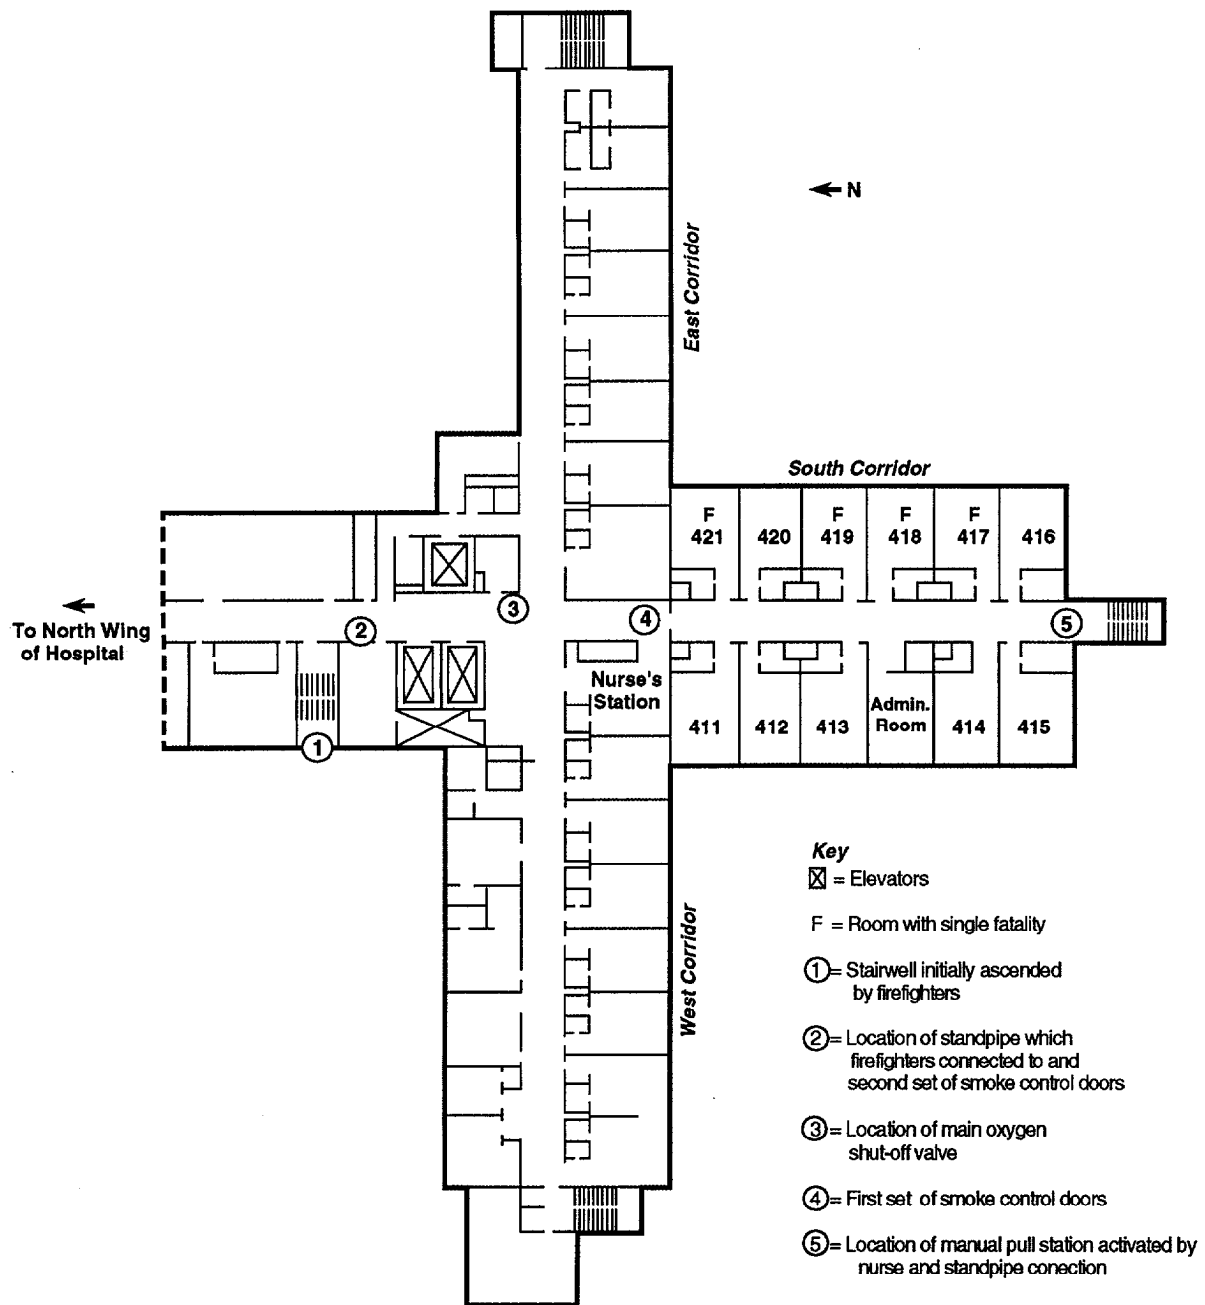 N
East Corridor
South Corridor
F F F F
421 420 419 418 417 416
3
4
5
To North Wing
of Hospital
2
Nurse's
Station
Admin.
Room
411 412 413 414 415
1
West Corridor
Key
= Elevators
F = Room with single fatality
1 = Stairwell initially ascended
by firefighters
2 = Location of standpipe which
firefighters connected to and
second set of smoke control doors
3 = Location of main oxygen
shut-off valve
4 = First set of smoke control doors
5 = Location of manual pull station activated by
nurse and standpipe conection